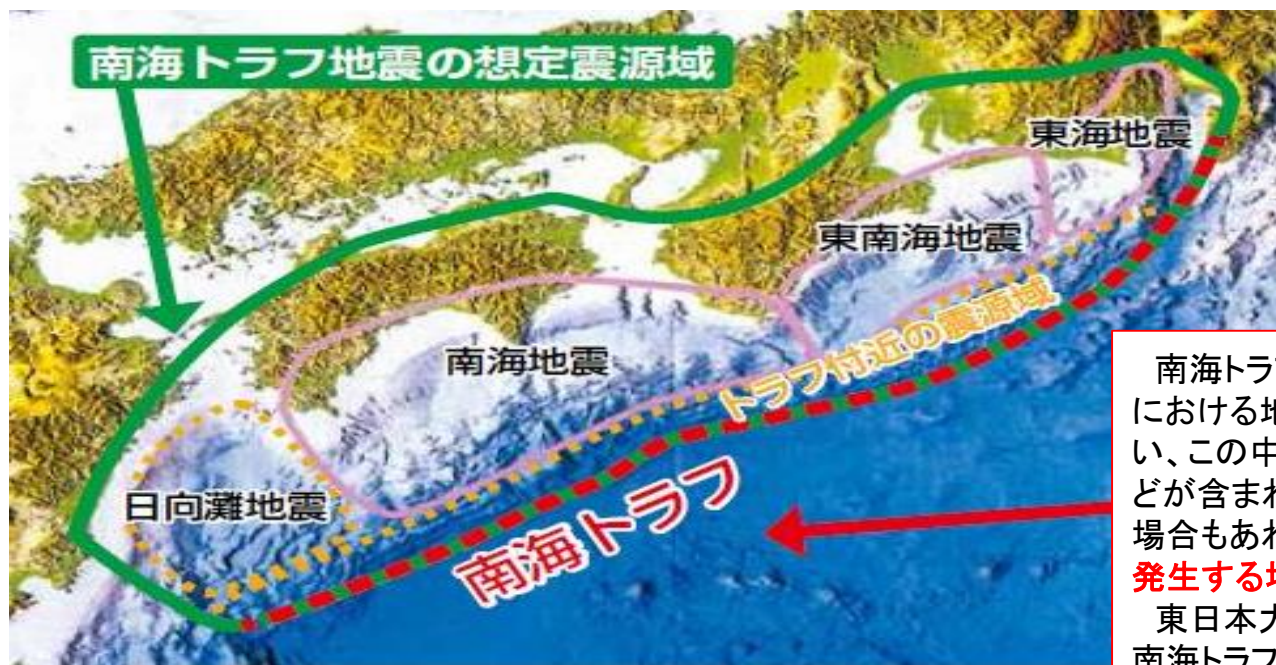 南海トラフ地震の想定震源域
東海地震
東南海地震
南海地震
トラフ付近の震源域
日向灘地震
南海トラフ
南海トラフ
における地
い、この中
どが含まれ
場合もあれ
発生する地
東日本大
南海トラフ